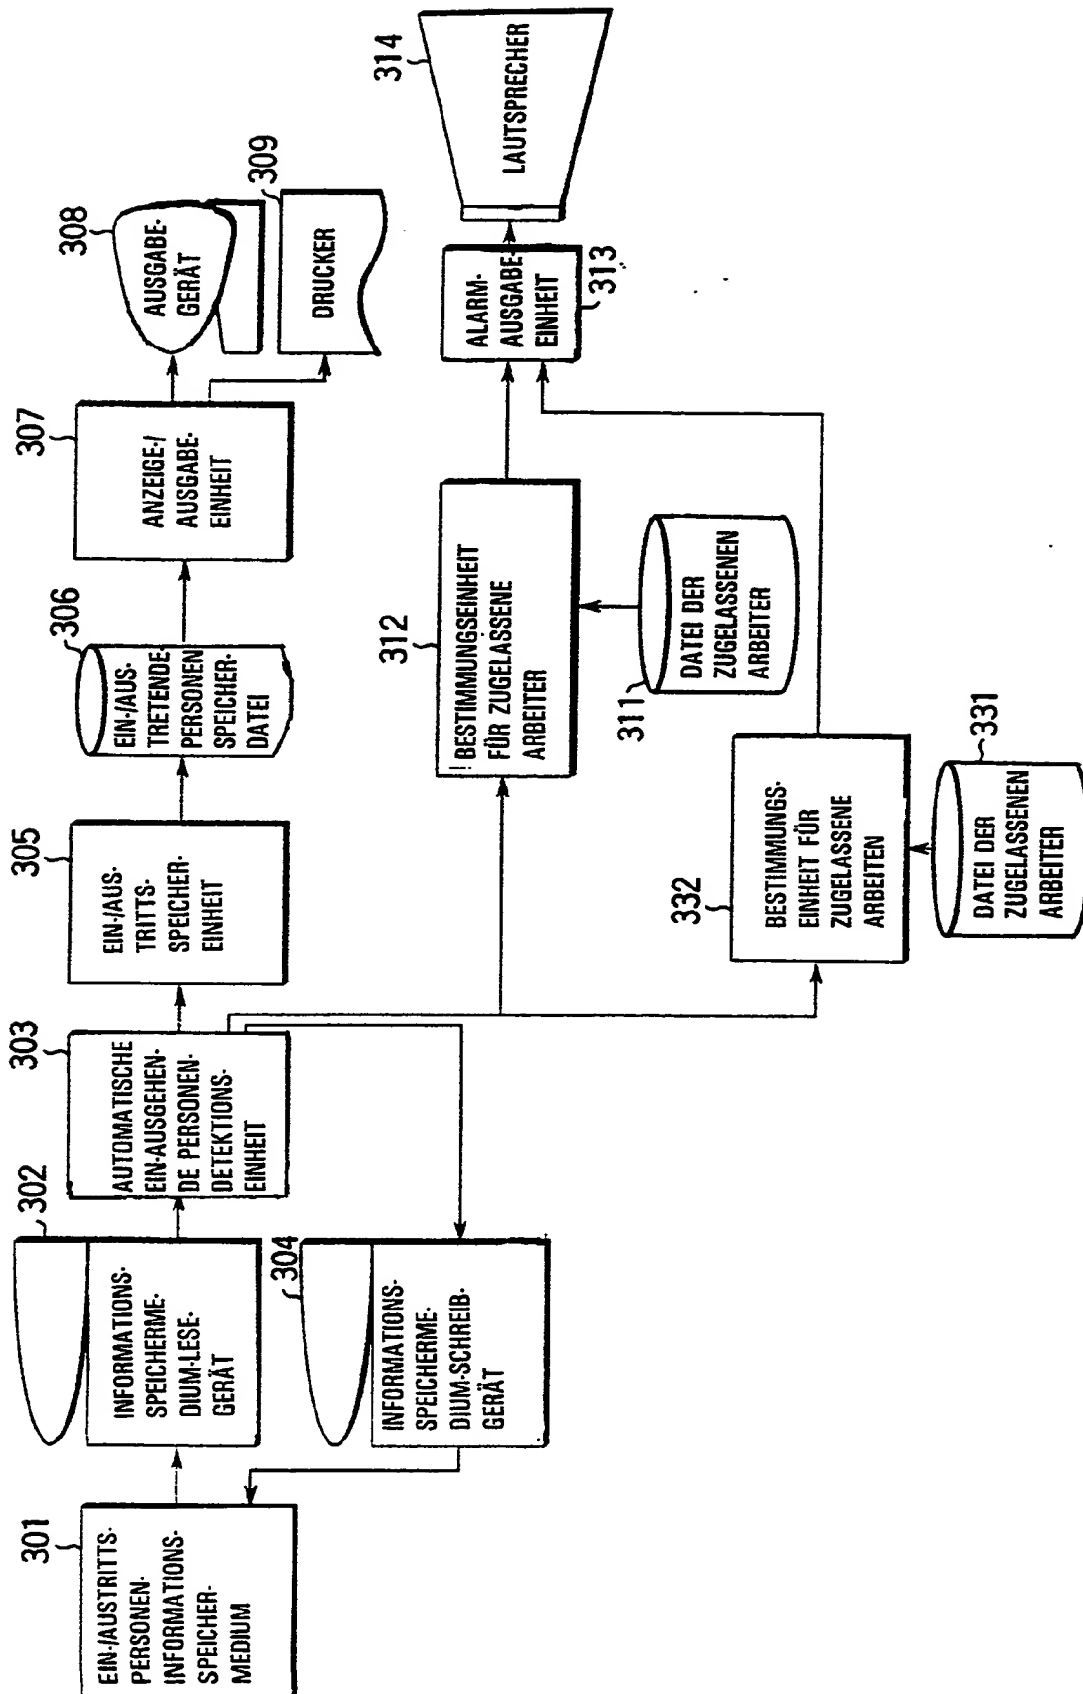 301
EIN-/AUSTRITTS-
PERSONEN-
INFORMATIONS-
SPEICHER-
MEDIUM
302
INFORMATIONS-
SPEICHERME-
DIUM-LESE-
GERÄT
304
INFORMATIONS-
SPEICHERME-
DIUM-SCHREIB-
GERÄT
303
AUTOMATISCHE
EIN-AUSGEHEN-
DE PERSONEN-
DETEKTIONS-
EINHEIT
305
EIN-/AUS-
TRITTS-
SPEICHER-
EINHEIT
306
EIN-/AUS-
TRETENDE-
PERSONEN
SPEICHER-
DATEI
307
ANZEIGE-/
AUSGABE-
EINHEIT
308
AUSGABE-
GERÄT
309
DRUCKER
312
BESTIMMUNGSEINHEIT
FÜR ZUGELASSENE
ARBEITER
311
DATEI DER
ZUGELASSENEN
ARBEITER
313
ALARM-
AUSGABE-
EINHEIT
314
LAUTSPRECHER
332
BESTIMMUNGS-
EINHEIT FÜR
ZUGELASSENE
ARBEITEN
331
DATEI DER
ZUGELASSENEN
ARBEITER